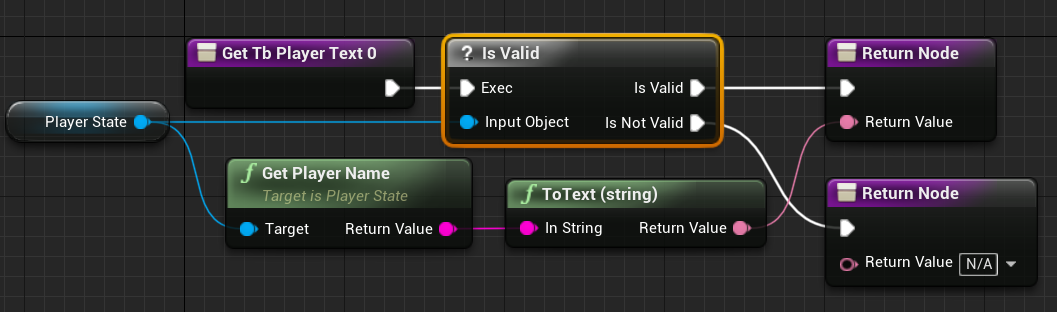 Get Tb Player Text 0
? Is Valid
Return Node
Exec
Is Valid
Player State
Input Object
Is Not Valid
Return Value
f Get Player Name
Target is Player State
f ToText (string)
Return Node
Target
Return Value
In String
Return Value
Return Value N/A